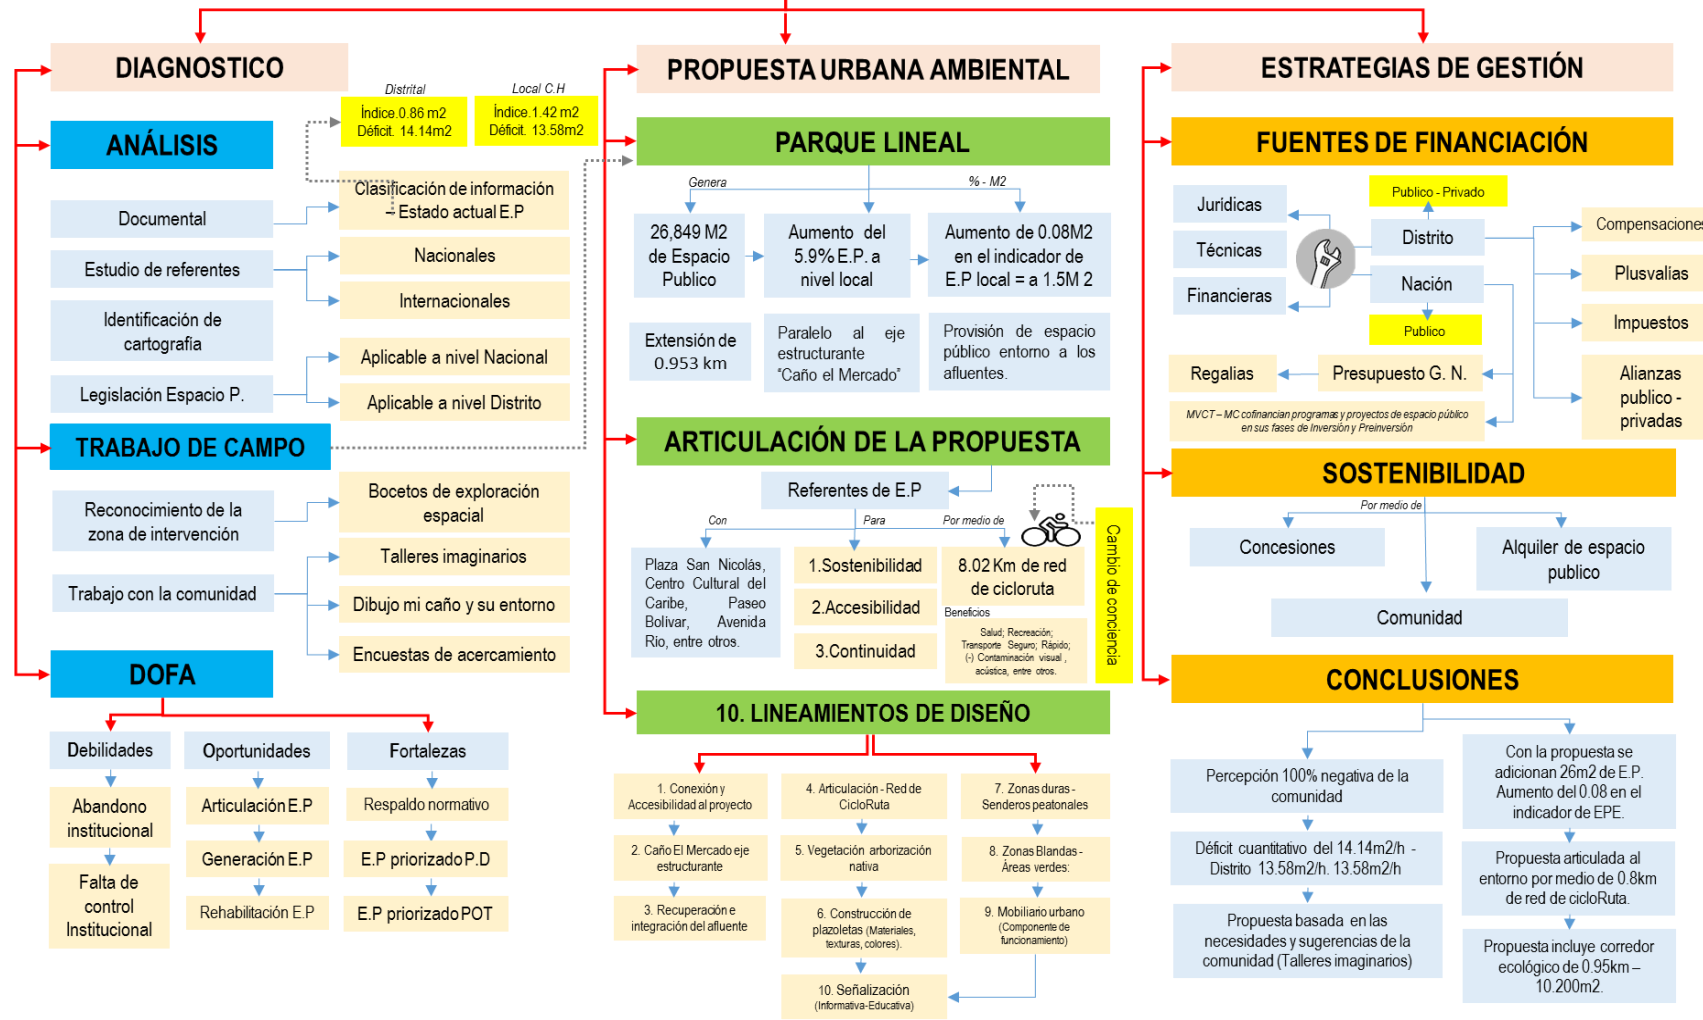 DIAGNOSTICO
Distrital
Índice.0.86 m2
Déficit. 14.14m2
Local C.H
Índice.1.42 m2
Déficit. 13.58m2
ANÁLISIS
Documental
Clasificación de información
– Estado actual E.P
Estudio de referentes
Nacionales
Internacionales
Identificación de
cartografía
Legislación Espacio P.
Aplicable a nivel Nacional
Aplicable a nivel Distrito
TRABAJO DE CAMPO
Reconocimiento de la
zona de intervención
Bocetos de exploración
espacial
Trabajo con la comunidad
Talleres imaginarios
Dibujo mi caño y su entorno
Encuestas de acercamiento
DOFA
Debilidades
Abandono
institucional
Falta de
control
Institucional
Oportunidades
Articulación E.P
Generación E.P
Rehabilitación E.P
Fortalezas
Respaldo normativo
E.P priorizado P.D
E.P priorizado POT
PROPUESTA URBANA AMBIENTAL
PARQUE LINEAL
Genera
% - M2
26,849 M2
de Espacio
Publico
Aumento del
5.9% E.P. a
nivel local
Aumento de 0.08M2
en el indicador de
E.P local = a 1.5M 2
Extensión de
0.953 km
Paralelo al eje
estructurante
“Caño el Mercado”
Provisión de espacio
público entorno a los
afluentes.
ARTICULACIÓN DE LA PROPUESTA
Referentes de E.P
Con
Para
Por medio de
Plaza San Nicolás,
Centro Cultural del
Caribe, Paseo
Bolivar, Avenida
Rio, entre otros.
1.Sostenibilidad
2.Accesibilidad
3.Continuidad
8.02 Km de red
de cicloruta
Beneficios
Salud; Recreación;
Transporte Seguro; Rápido;
(-) Contaminación visual ,
acústica, entre otros.
Cambio de conciencia
10. LINEAMIENTOS DE DISEÑO
1. Conexión y
Accesibilidad al proyecto
2. Caño El Mercado eje
estructurante
3. Recuperación e
integración del afluente
4. Articulación - Red de
CicloRuta
5. Vegetación arborización
nativa
6. Construcción de
plazoletas (Materiales,
texturas, colores).
7. Zonas duras -
Senderos peatonales
8. Zonas Blandas -
Áreas verdes:
9. Mobiliario urbano
(Componente de
funcionamiento)
10. Señalización
(Informativa-Educativa)
ESTRATEGIAS DE GESTIÓN
FUENTES DE FINANCIACIÓN
Jurídicas
Técnicas
Financieras
Publico - Privado
Distrito
Nación
Publico
Compensaciones
Plusvalias
Impuestos
Alianzas
publico -
privadas
Regalias
Presupuesto G. N.
MVCT – MC cofinancian programas y proyectos de espacio público
en sus fases de Inversión y Preinversión
SOSTENIBILIDAD
Por medio de
Concesiones
Alquiler de espacio
publico
Comunidad
CONCLUSIONES
Percepción 100% negativa de la
comunidad
Déficit cuantitativo del 14.14m2/h -
Distrito 13.58m2/h. 13.58m2/h
Propuesta basada en las
necesidades y sugerencias de la
comunidad (Talleres imaginarios)
Con la propuesta se
adicionan 26m2 de E.P.
Aumento del 0.08 en el
indicador de EPE.
Propuesta articulada al
entorno por medio de 0.8km
de red de cicloRuta.
Propuesta incluye corredor
ecológico de 0.95km –
10.200m2.